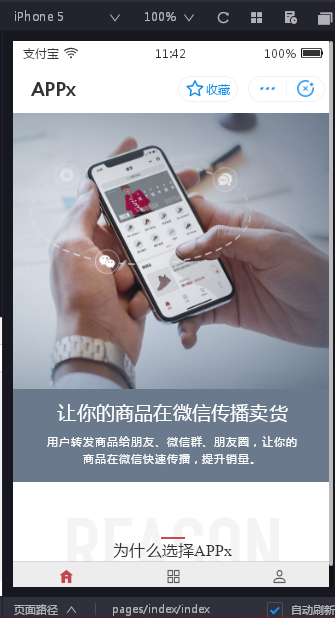 iPhone 5 100%
支付宝 11:42 100%
APPx 收藏
让你的商品在微信传播卖货
用户转发商品给朋友、微信群、朋友圈，让你的
商品在微信快速传播，提升销量。
REASON
为什么选择APPx
页面路径 pages/index/index 自动刷新